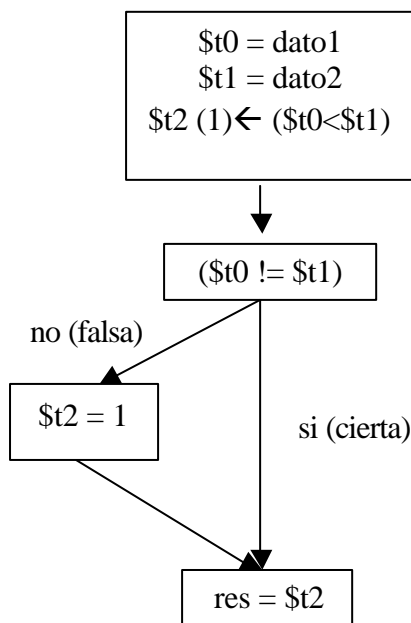 $t0 = dato1
$t1 = dato2
$t2 (1)← ($t0<$t1)
($t0 != $t1)
no (falsa)
$t2 = 1
si (cierta)
res = $t2